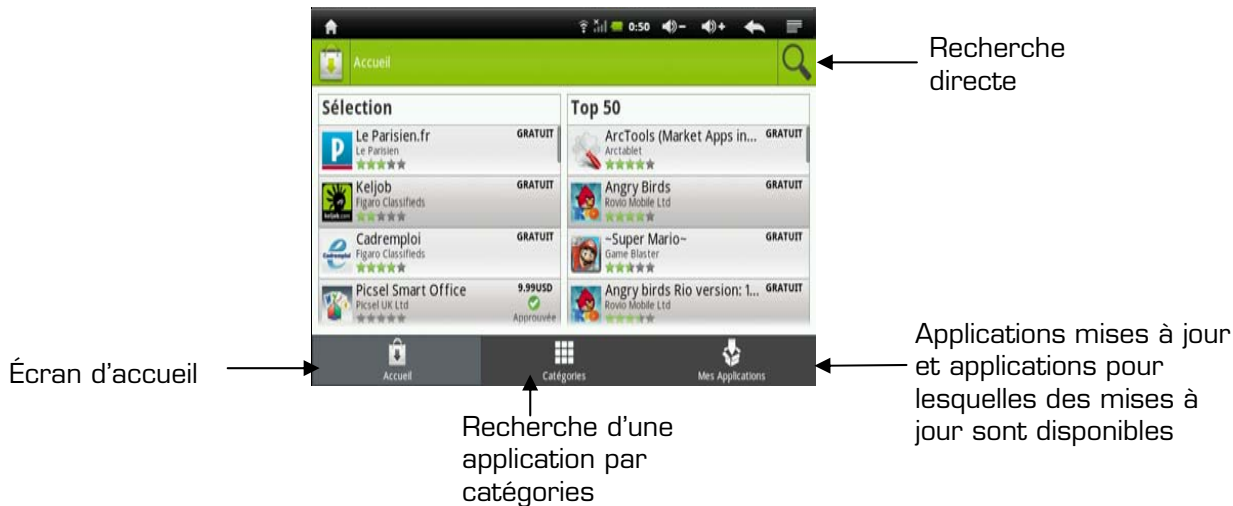 0:50
Accueil
Recherche
directe
Sélection
Le Parisien.fr
Le Parisien
GRATUIT
Keljob
Figaro Classifieds
GRATUIT
Cadremploi
Figaro Classifieds
GRATUIT
Picsel Smart Office
Picsel UK Ltd
9.99USD
Approuvée
Top 50
ArcTools (Market Apps in...
Arctablet
GRATUIT
Angry Birds
Rovio Mobile Ltd
GRATUIT
~Super Mario~
Game Blaster
GRATUIT
Angry birds Rio version: 1...
Rovio Mobile Ltd
GRATUIT
Accueil
Catégories
Mes Applications
Écran d'accueil
Recherche d'une
application par
catégories
Applications mises à jour
et applications pour
lesquelles des mises à
jour sont disponibles